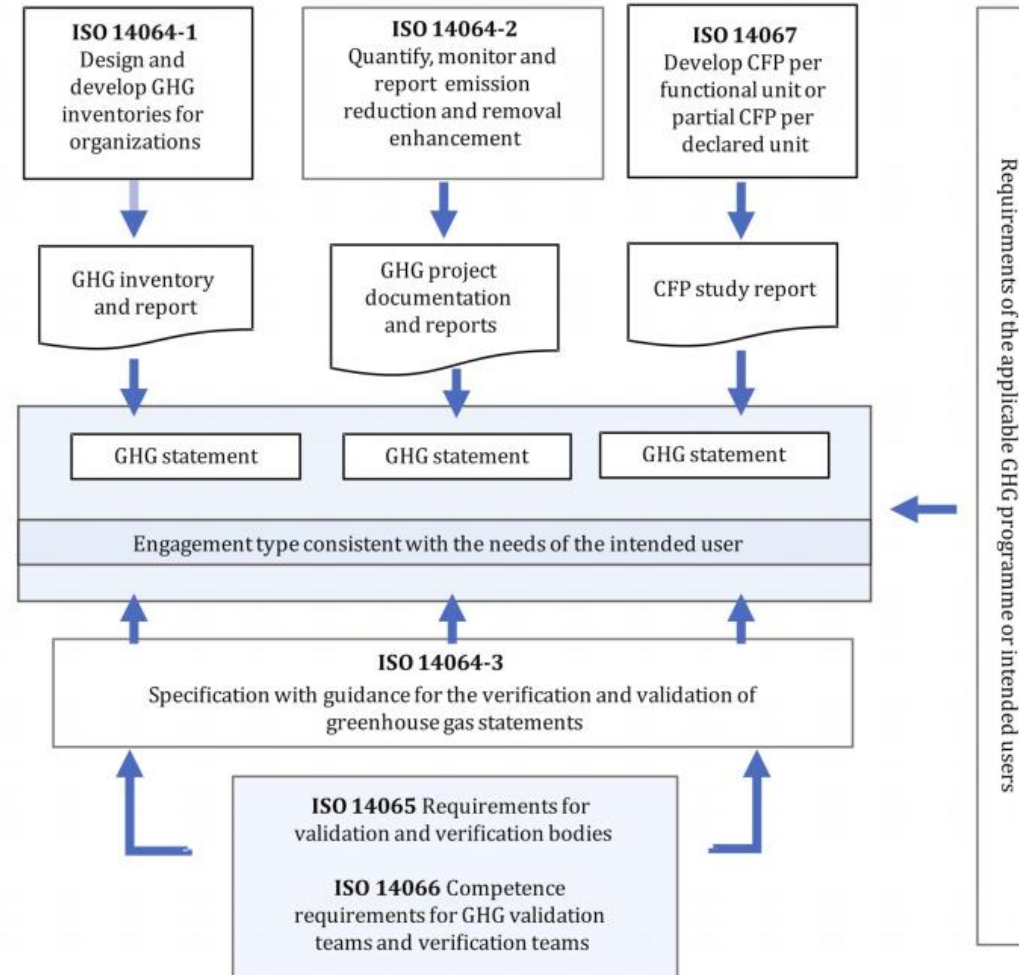 ISO 14064-1
Design and
develop GHG
inventories for
organizations
ISO 14064-2
Quantify, monitor and
report emission
reduction and removal
enhancement
ISO 14067
Develop CFP per
functional unit or
partial CFP per
declared unit
GHG inventory
and report
GHG project
documentation
and reports
CFP study report
GHG statement
GHG statement
GHG statement
Engagement type consistent with the needs of the intended user
ISO 14064-3
Specification with guidance for the verification and validation of
greenhouse gas statements
ISO 14065 Requirements for
validation and verification bodies
ISO 14066 Competence
requirements for GHG validation
teams and verification teams
Requirements of the applicable GHG programme or intended users